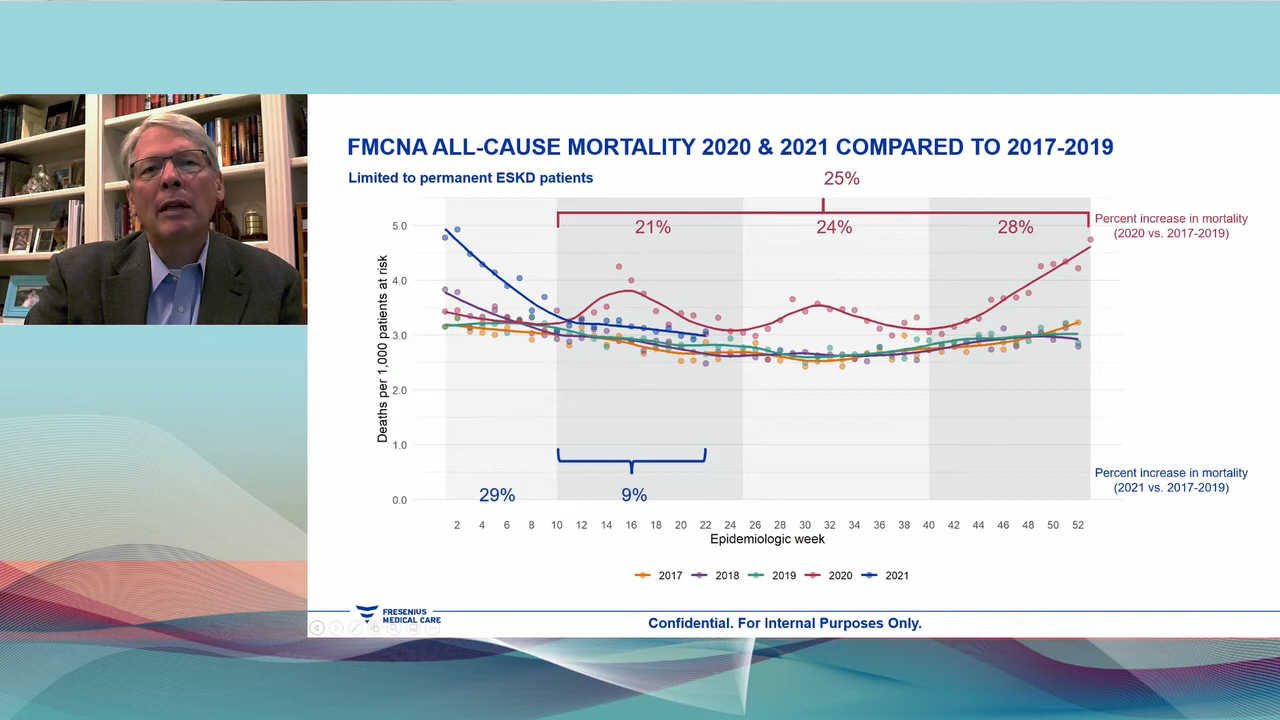 FMCNA ALL-CAUSE MORTALITY 2020 & 2021 COMPARED TO 2017-2019
Limited to permanent ESKD patients
25%
21%
24%
28%
Percent increase in mortality
(2020 vs. 2017-2019)
5.0
4.0
3.0
2.0
1.0
0.0
Deaths per 1,000 patients at risk
29%
9%
Percent increase in mortality
(2021 vs. 2017-2019)
2 4 6 8 10 12 14 16 18 20 22 24 26 28 30 32 34 36 38 40 42 44 46 48 50 52
Epidemiologic week
2017 2018 2019 2020 2021
FRESENIUS
MEDICAL CARE
Confidential. For Internal Purposes Only.